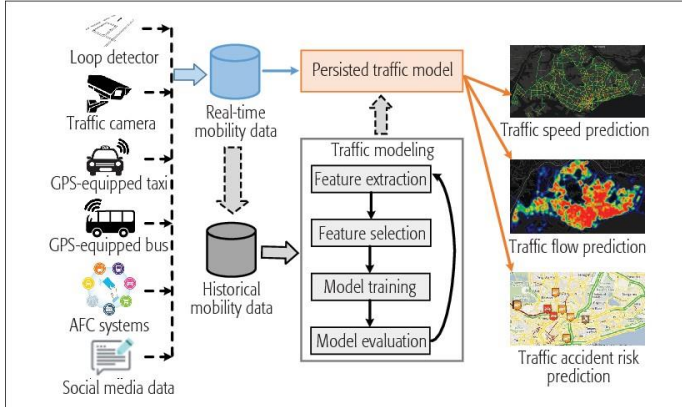 Loop detector
Traffic camera
GPS-equipped taxi
GPS-equipped bus
AFC systems
Social media data
Real-time
mobility data
Historical
mobility data
Persisted traffic model
Traffic modeling
Feature extraction
Feature selection
Model training
Model evaluation
Traffic speed prediction
Traffic flow prediction
Traffic accident risk
prediction